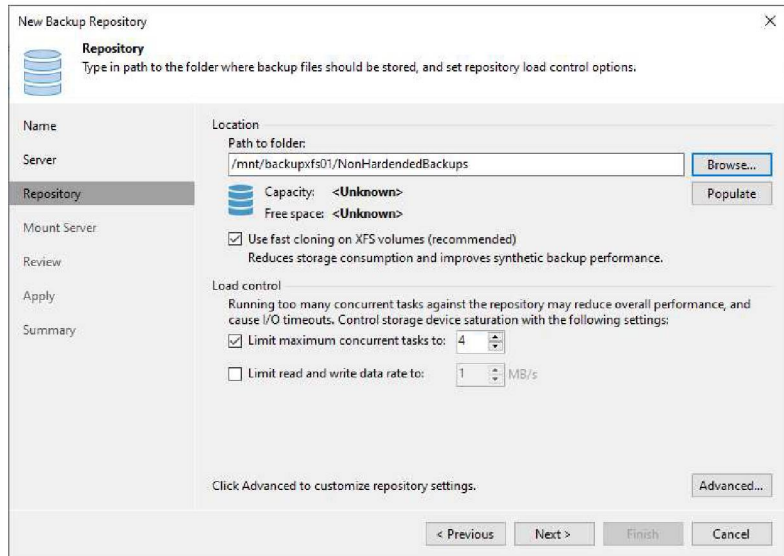 New Backup Repository
Repository
Type in path to the folder where backup files should be stored, and set repository load control options.
Name
Server
Repository
Mount Server
Review
Apply
Summary
Location
Path to folder:
/mnt/backupxfs01/NonHardendedBackups
Browse...
Capacity: <Unknown>
Populate
Free space: <Unknown>
Use fast cloning on XFS volumes (recommended)
Reduces storage consumption and improves synthetic backup performance.
Load control
Running too many concurrent tasks against the repository may reduce overall performance, and
cause I/O timeouts. Control storage device saturation with the following settings:
Limit maximum concurrent tasks to: 4
Limit read and write data rate to: 1 MB/s
Click Advanced to customize repository settings.
Advanced...
< Previous
Next >
Finish
Cancel